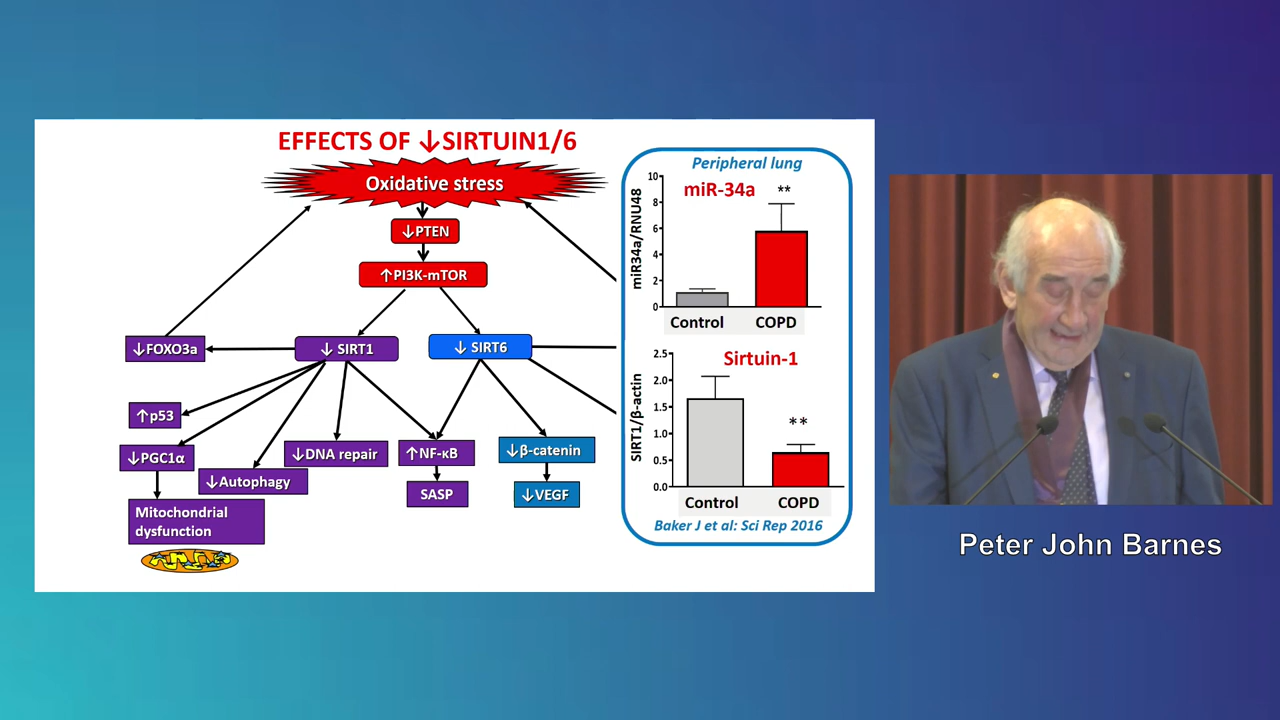 EFFECTS OF ↓SIRTUIN1/6
Oxidative stress
↓PTEN
↑PI3K-mTOR
↓FOXO3a
↓ SIRT1
↓ SIRT6
↑p53
↓PGC1α
↓Autophagy
↓DNA repair
↑NF-κB
↓β-catenin
SASP
↓VEGF
Mitochondrial
dysfunction
Peripheral lung
miR-34a
**
miR34a/RNU48
10
8
6
4
2
0
Control COPD
Sirtuin-1
**
SIRT1/β-actin
2.5
2.0
1.5
1.0
0.5
0.0
Control COPD
Baker J et al: Sci Rep 2016
Peter John Barnes